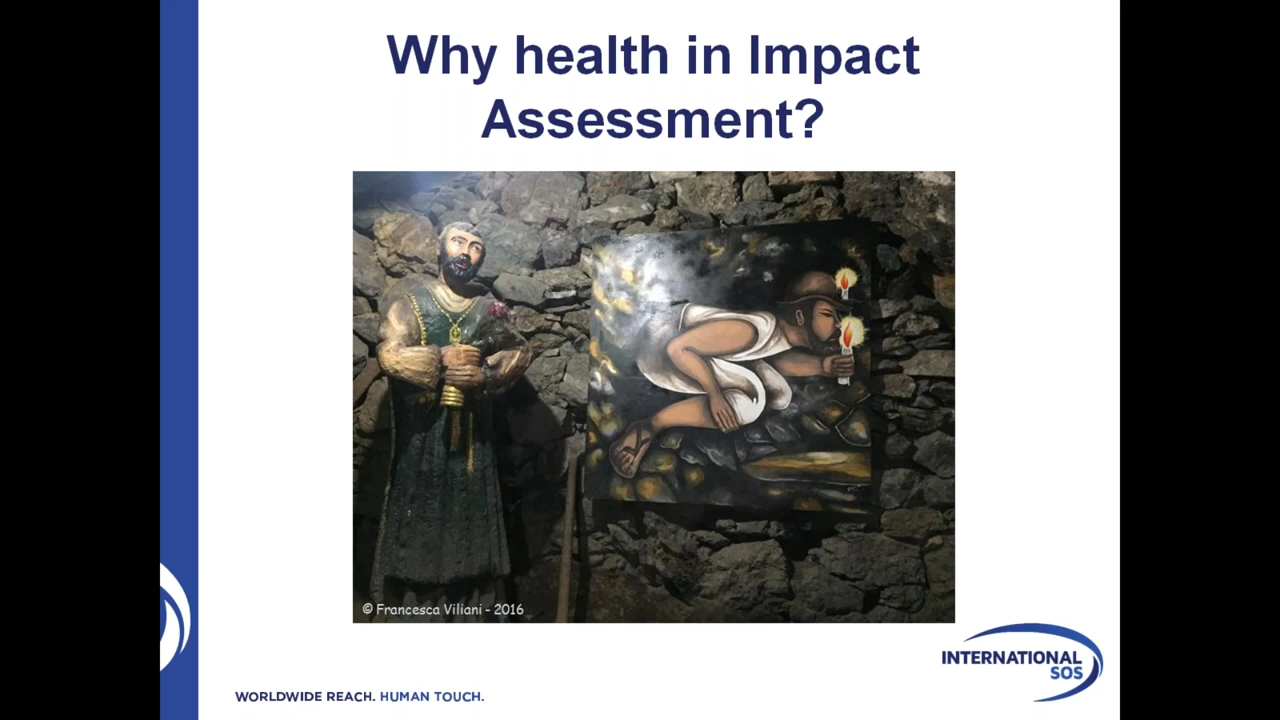 Why health in Impact
Assessment?
© Francesca Viliani - 2016
INTERNATIONAL
SOS
WORLDWIDE REACH. HUMAN TOUCH.